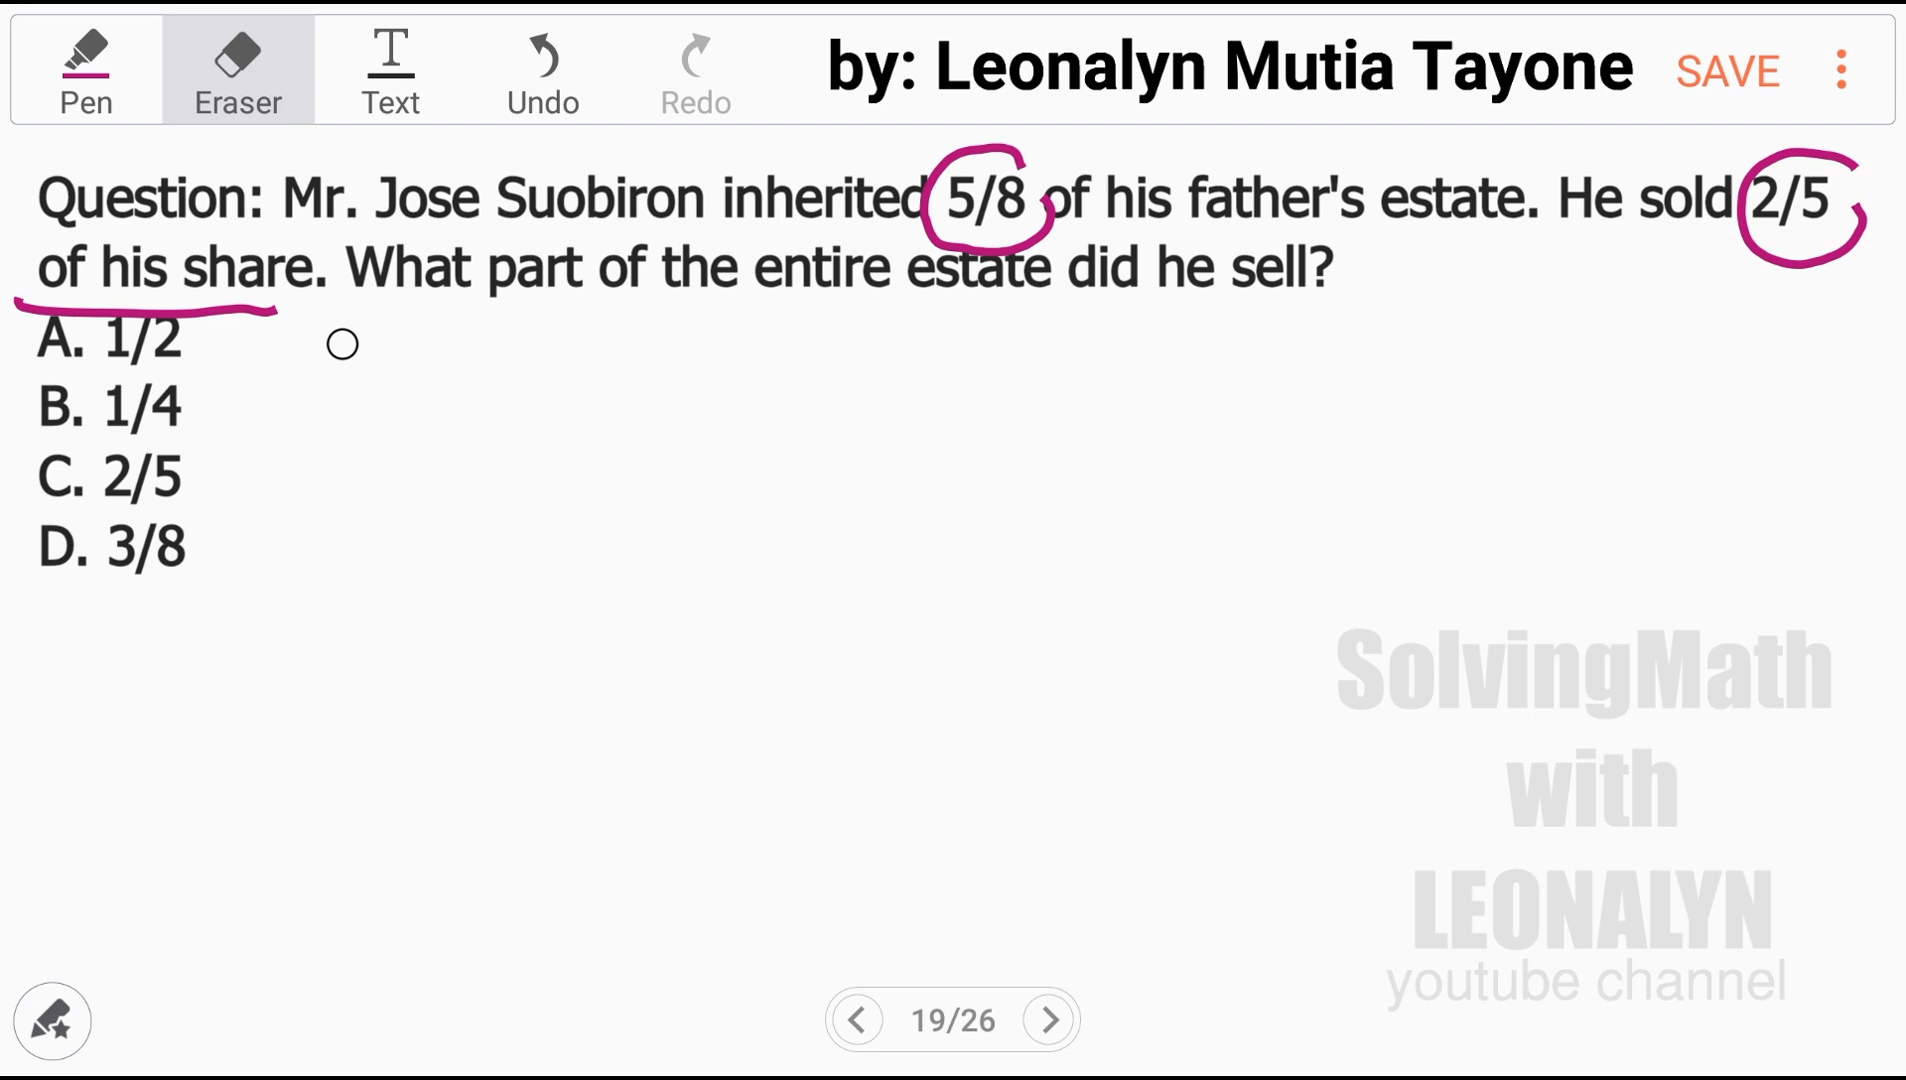 Pen
Eraser
Text
Undo
Redo
by: Leonalyn Mutia Tayone
SAVE
Question: Mr. Jose Suobiron inherited 5/8 of his father's estate. He sold 2/5
of his share. What part of the entire estate did he sell?
A. 1/2
B. 1/4
C. 2/5
D. 3/8
SolvingMath
with
LEONALYN
youtube channel
19/26